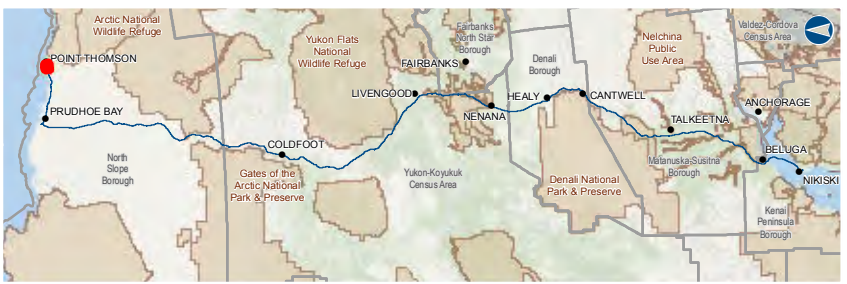 Arctic National
Wildlife Refuge
POINT THOMSON
PRUDHOE BAY
North
Slope
Borough
COLDFOOT
Gates of the
Arctic National
Park & Preserve
Yukon Flats
National
Wildlife Refuge
LIVENGOOD
FAIRBANKS
Fairbanks
North Star
Borough
NENANA
Yukon-Koyukuk
Census Area
Denali
Borough
HEALY
CANTWELL
Denali National
Park & Preserve
Nelchina
Public
Use Area
TALKEETNA
Matanuska-Susitna
Borough
Valdez-Cordova
Census Area
ANCHORAGE
BELUGA
NIKISKI
Kenai
Peninsula
Borough